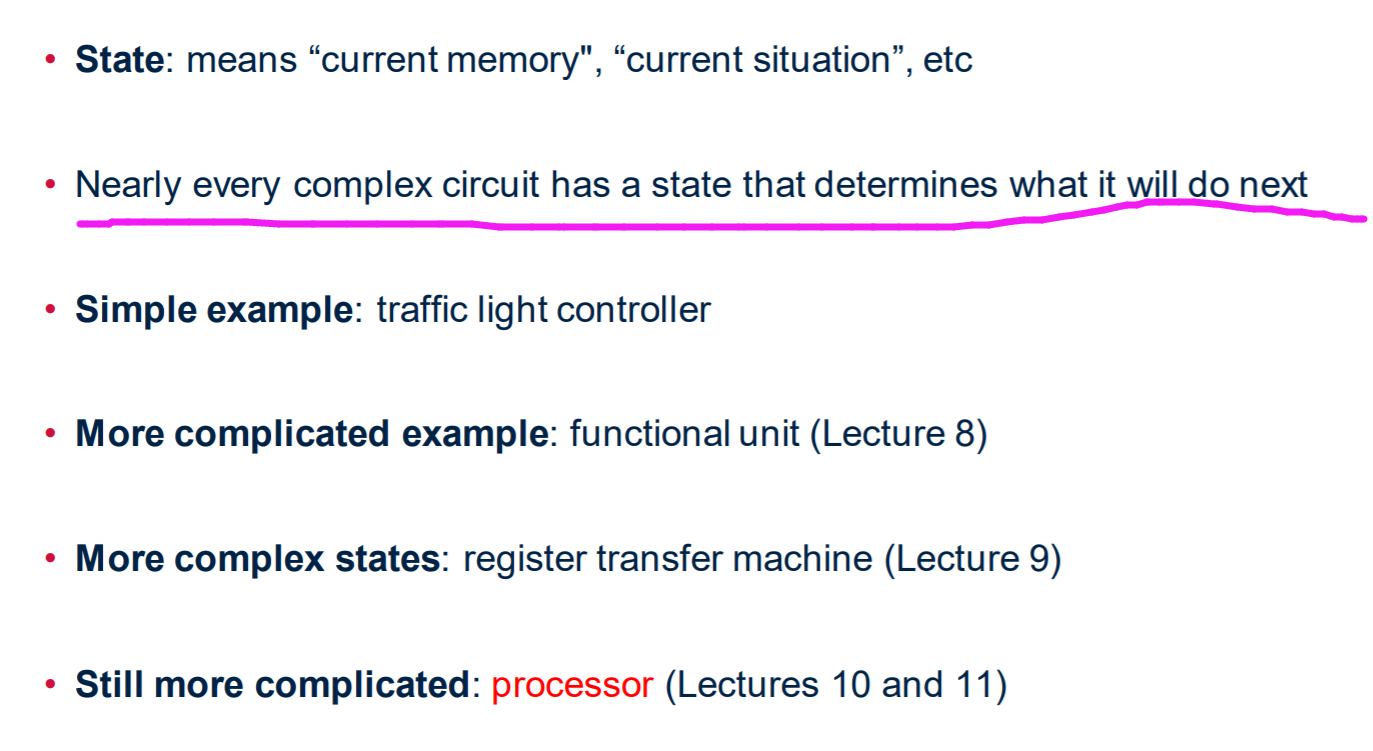 • State: means “current memory", “current situation”, etc
• Nearly every complex circuit has a state that determines what it will do next
• Simple example: traffic light controller
• More complicated example: functional unit (Lecture 8)
• More complex states: register transfer machine (Lecture 9)
• Still more complicated: processor (Lectures 10 and 11)